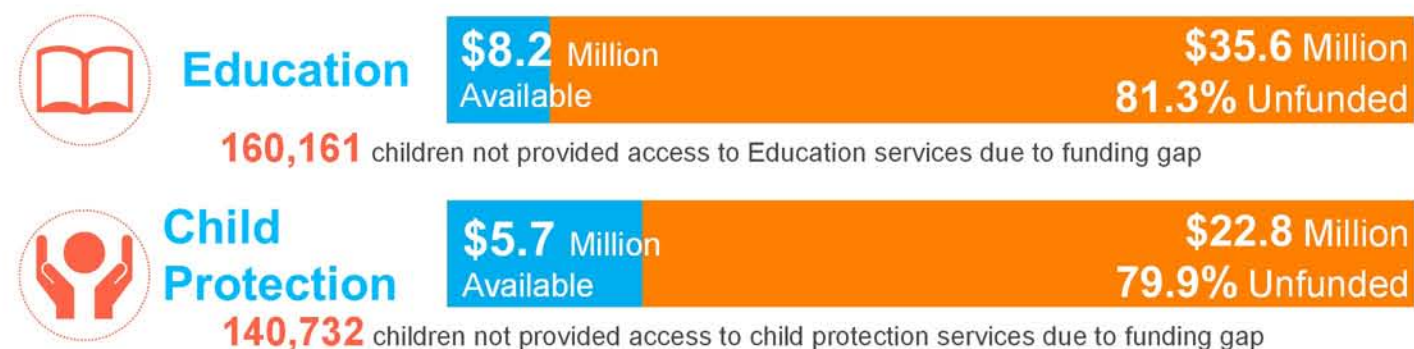 Education
$8.2 Million
Available
$35.6 Million
81.3% Unfunded
160,161 children not provided access to Education services due to funding gap
Child
Protection
$5.7 Million
Available
$22.8 Million
79.9% Unfunded
140,732 children not provided access to child protection services due to funding gap